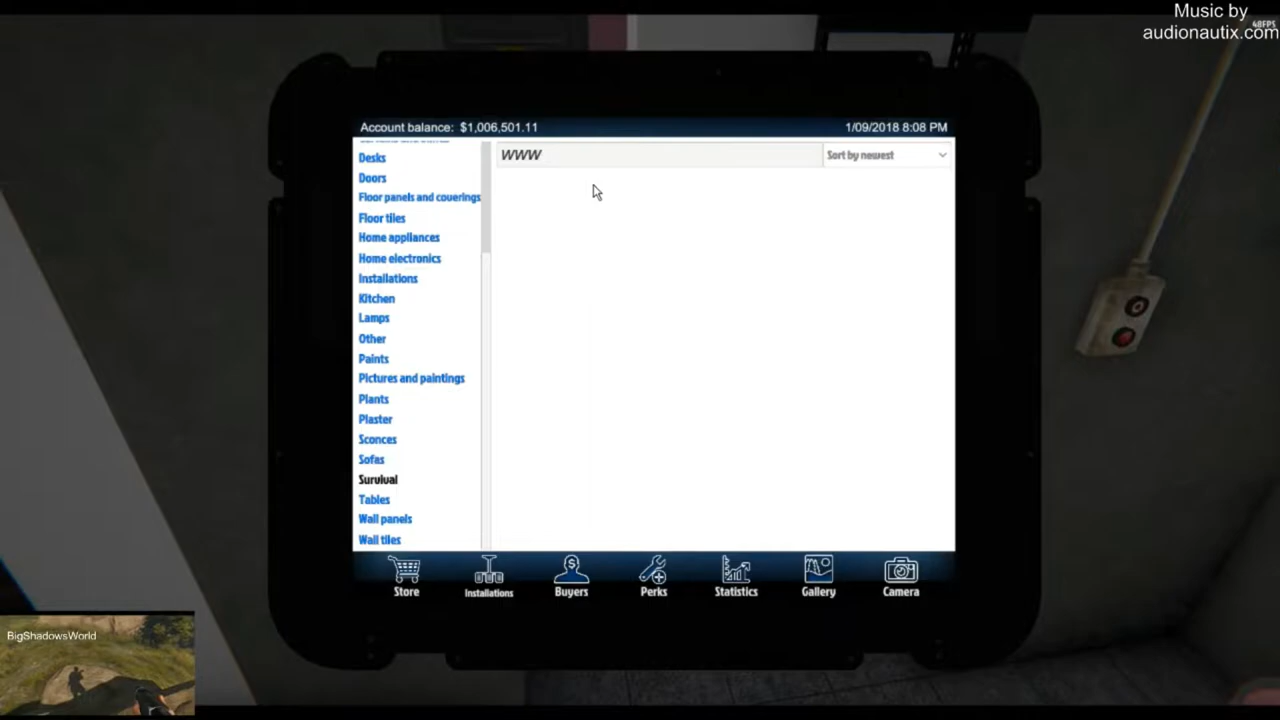 Music by
audionautix.com
48FPS
Account balance: $1,006,501.11
1/09/2018 8:08 PM
WWW
Sort by newest
Desks
Doors
Floor panels and coverings
Floor tiles
Home appliances
Home electronics
Installations
Kitchen
Lamps
Other
Paints
Pictures and paintings
Plants
Plaster
Sconces
Sofas
Survival
Tables
Wall panels
Wall tiles
Store
Installations
Buyers
Perks
Statistics
Gallery
Camera
BigShadowsWorld